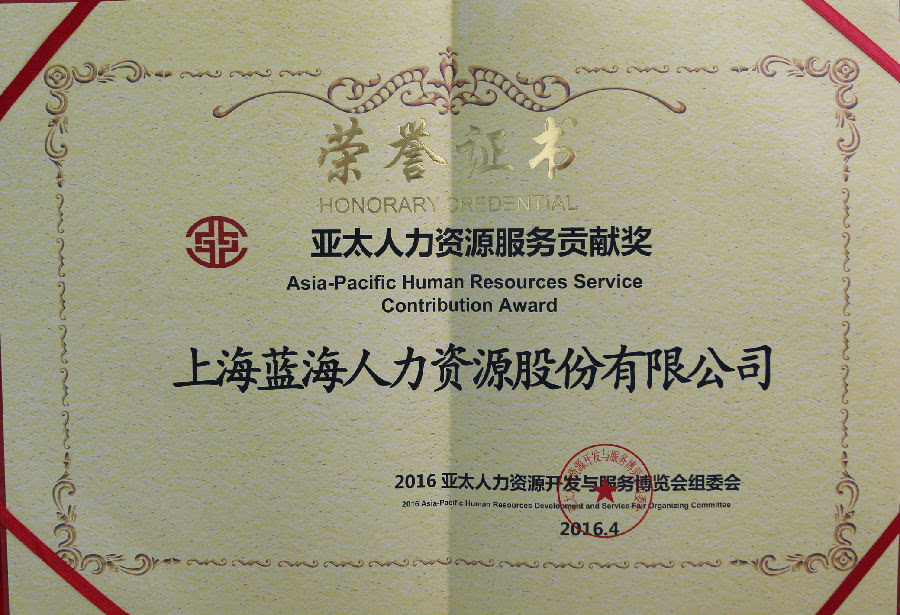 荣誉证书
HONORARY CREDENTIAL
亚太人力资源服务贡献奖
Asia-Pacific Human Resources Service
Contribution Award
上海蓝海人力资源股份有限公司
2016 亚太人力资源开发与服务博览会组委会
2016 Asia-Pacific Human Resources Development and Service Fair Organizing Committee
2016.4